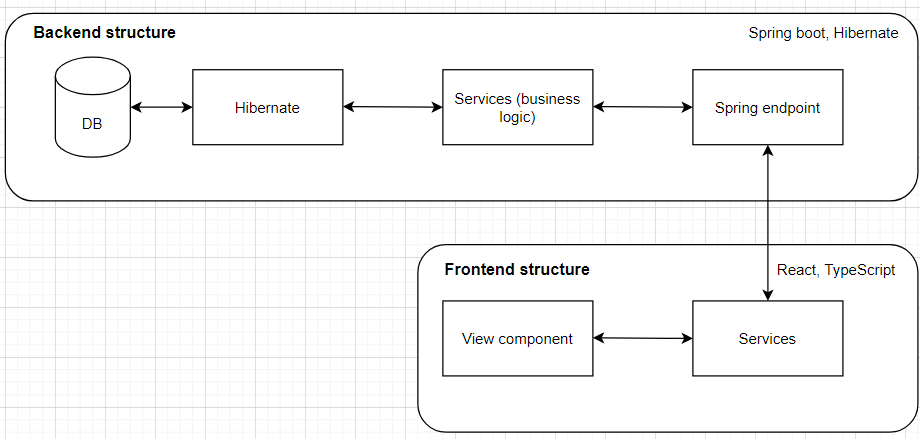 Backend structure
Spring boot, Hibernate
DB
Hibernate
Services (business
logic)
Spring endpoint
Frontend structure
React, TypeScript
View component
Services